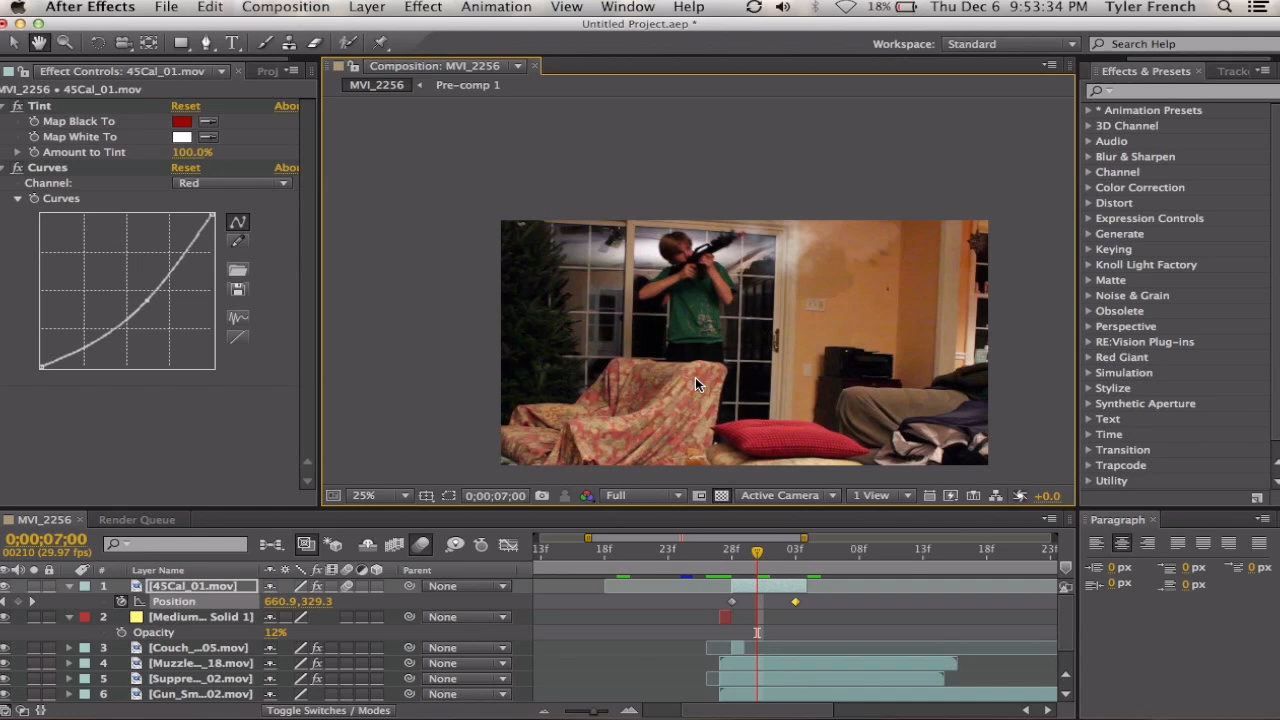 After Effects File Edit Composition Layer Effect Animation View Window Help 18% Thu Dec 6 9:53:34 PM Tyler French
Untitled Project.aep *
Workspace: Standard Search Help
Effect Controls: 45Cal_01.mov Proj
MVI_2256 • 45Cal_01.mov
Tint Reset Abou
Map Black To
Map White To
Amount to Tint 100.0%
Curves Reset Abou
Channel: Red
Curves
Composition: MVI_2256
MVI_2256 Pre-comp 1
25% 0;00;07;00 Full Active Camera 1 View +0.0
Effects & Presets Track
* Animation Presets
3D Channel
Audio
Blur & Sharpen
Channel
Color Correction
Distort
Expression Controls
Generate
Keying
Knoll Light Factory
Matte
Noise & Grain
Obsolete
Perspective
RE:Vision Plug-ins
Red Giant
Simulation
Stylize
Synthetic Aperture
Text
Time
Transition
Trapcode
Utility
MVI_2256 Render Queue
0;00;07;00
00210 (29.97 fps)
13f 18f 23f 28f 03f 08f 13f 18f 23f
# Layer Name Parent
1 [45Cal_01.mov] None
Position 660.9,329.3
2 [Medium... Solid 1] None
Opacity 12%
3 [Couch_...05.mov] None
4 [Muzzle..._18.mov] None
5 [Suppre..._02.mov] None
6 [Gun_Sm...02.mov] None
Toggle Switches / Modes
Paragraph
0 px 0 px 0 px
0 px 0 px